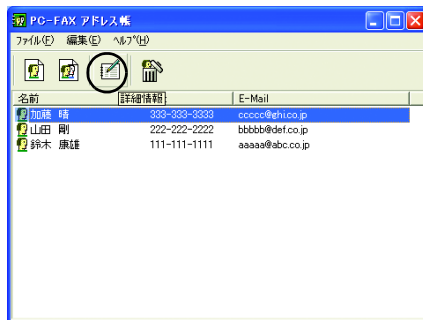 PC-FAX アドレス帳
ファイル(F) 編集(E) ヘルプ(H)
名前 詳細情報 E-Mail
加藤 晴 333-333-3333 ccccc@ghi.co.jp
山田 剛 222-222-2222 bbbbb@def.co.jp
鈴木 康雄 111-111-1111 aaaaa@abc.co.jp